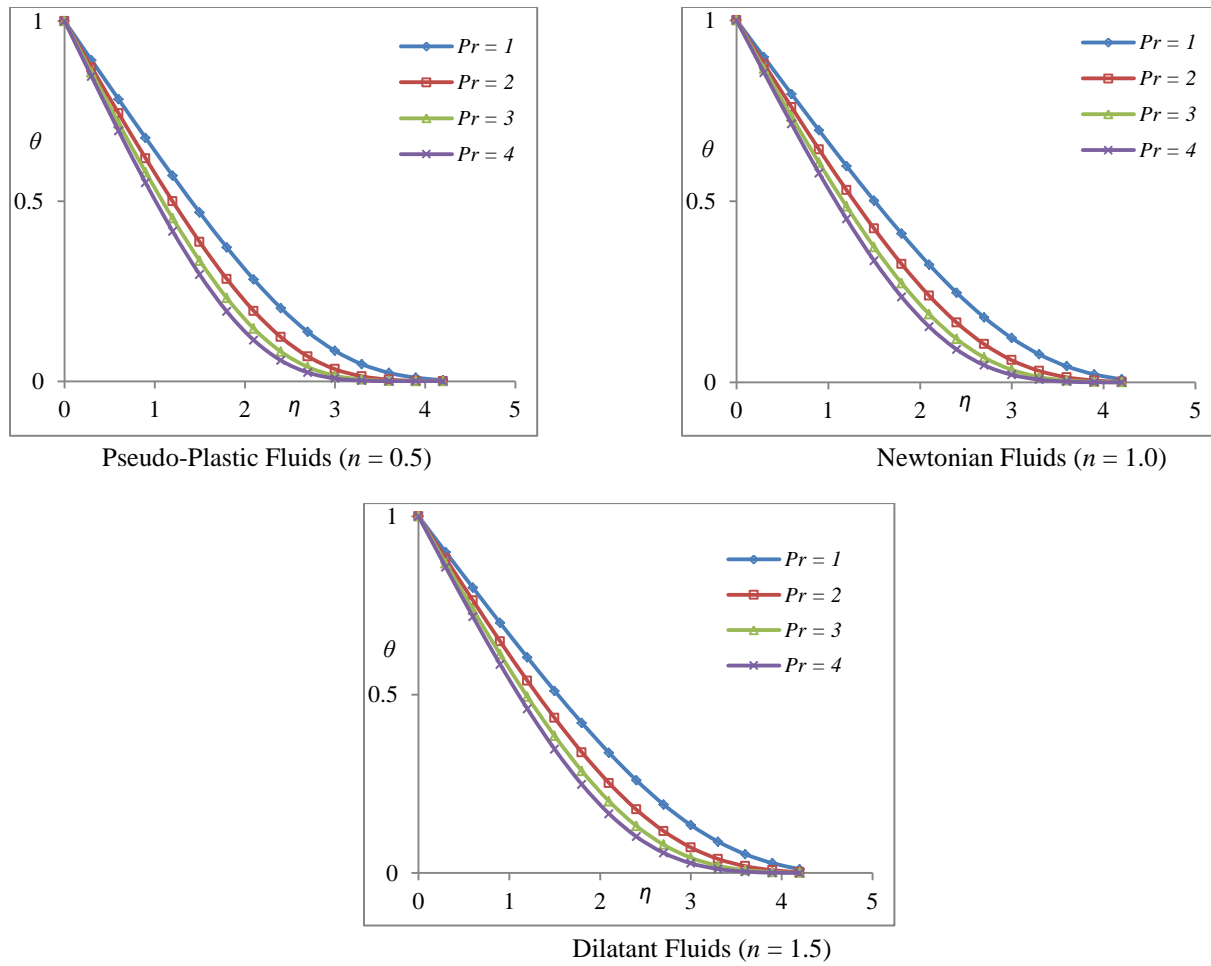 1
Pr = 1
Pr = 2
Pr = 3
Pr = 4
θ
0.5
0
0 1 2 η 3 4 5
Pseudo-Plastic Fluids (n = 0.5)
1
Pr = 1
Pr = 2
Pr = 3
Pr = 4
θ
0.5
0
0 1 2 η 3 4 5
Newtonian Fluids (n = 1.0)
1
Pr = 1
Pr = 2
Pr = 3
Pr = 4
θ
0.5
0
0 1 2 η 3 4 5
Dilatant Fluids (n = 1.5)